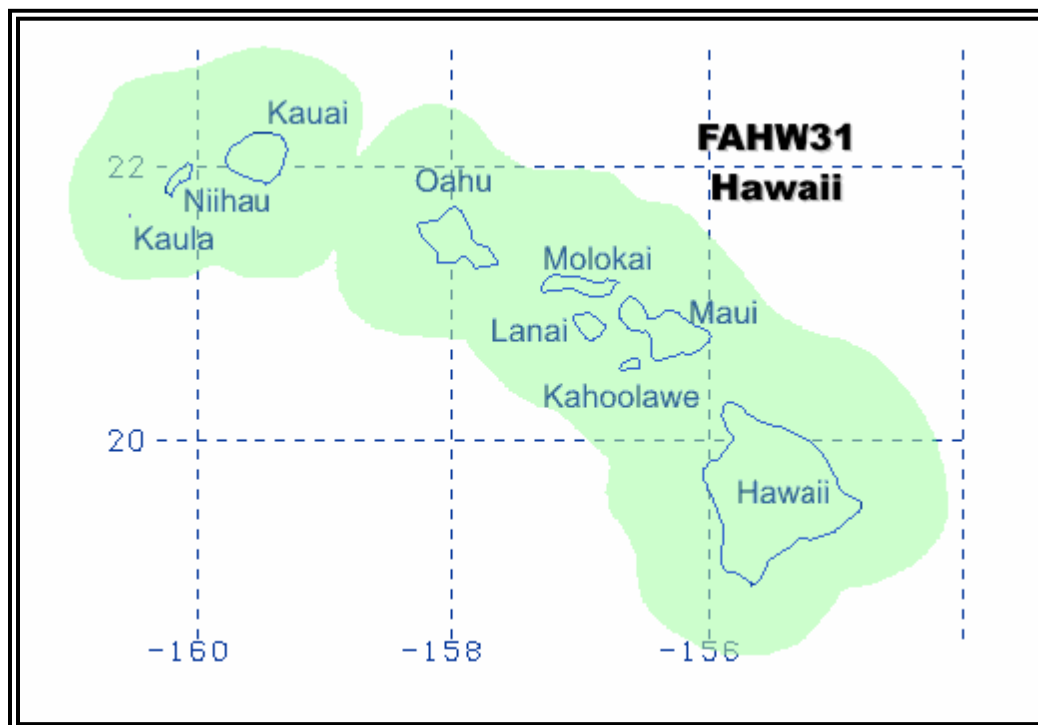 Kauai
FAHW31
22
Hawaii
Oahu
Niihau
Kaula
Molokai
Maui
Lanai
Kahoolawe
20
Hawaii
-160
-158
-156